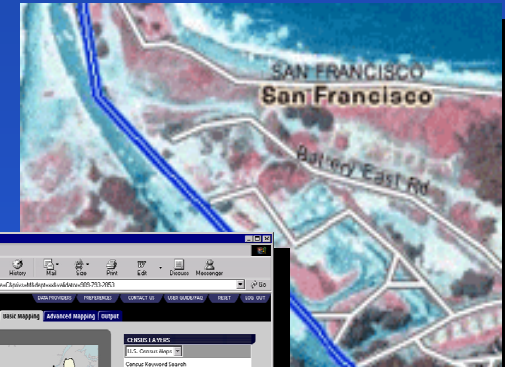 SAN FRANCISCO
San Francisco
Battery East Rd
History Mail Size Print Edit Discuss Messenger
Go
DATA PROVIDERS PREFERENCES CONTACT US USER GUIDE/FAQ RESET LOG OUT
Basic Mapping Advanced Mapping Output
CENSUS LAYERS
U.S. Census Maps
Census Keyword Search